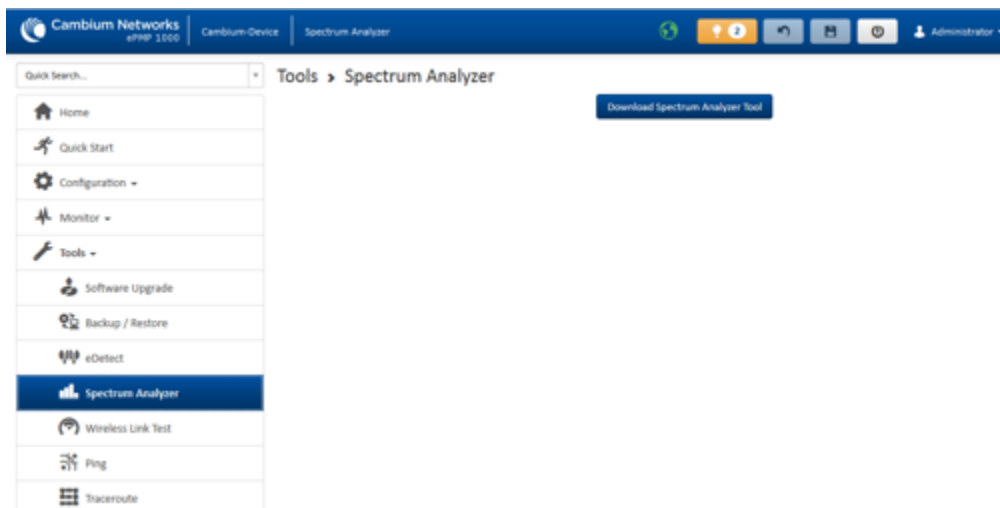 Cambium Networks
ePMP 1000
Cambium-Device
Spectrum Analyzer
2
Administrator
Quick Search...
Tools > Spectrum Analyzer
Download Spectrum Analyzer Tool
Home
Quick Start
Configuration
Monitor
Tools
Software Upgrade
Backup / Restore
eDetect
Spectrum Analyzer
Wireless Link Test
Ping
Traceroute